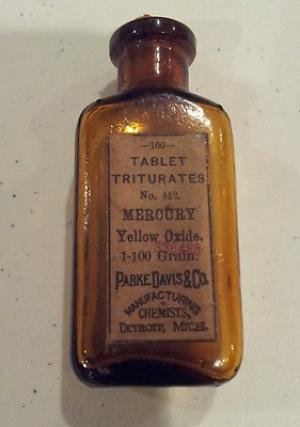 —100—
TABLET
TRITURATES
No. 442.
MERCURY
Yellow Oxide.
1-100 Grain.
PARKE DAVIS & CO.
MANUFACTURING
CHEMISTS,
DETROIT, MICH.